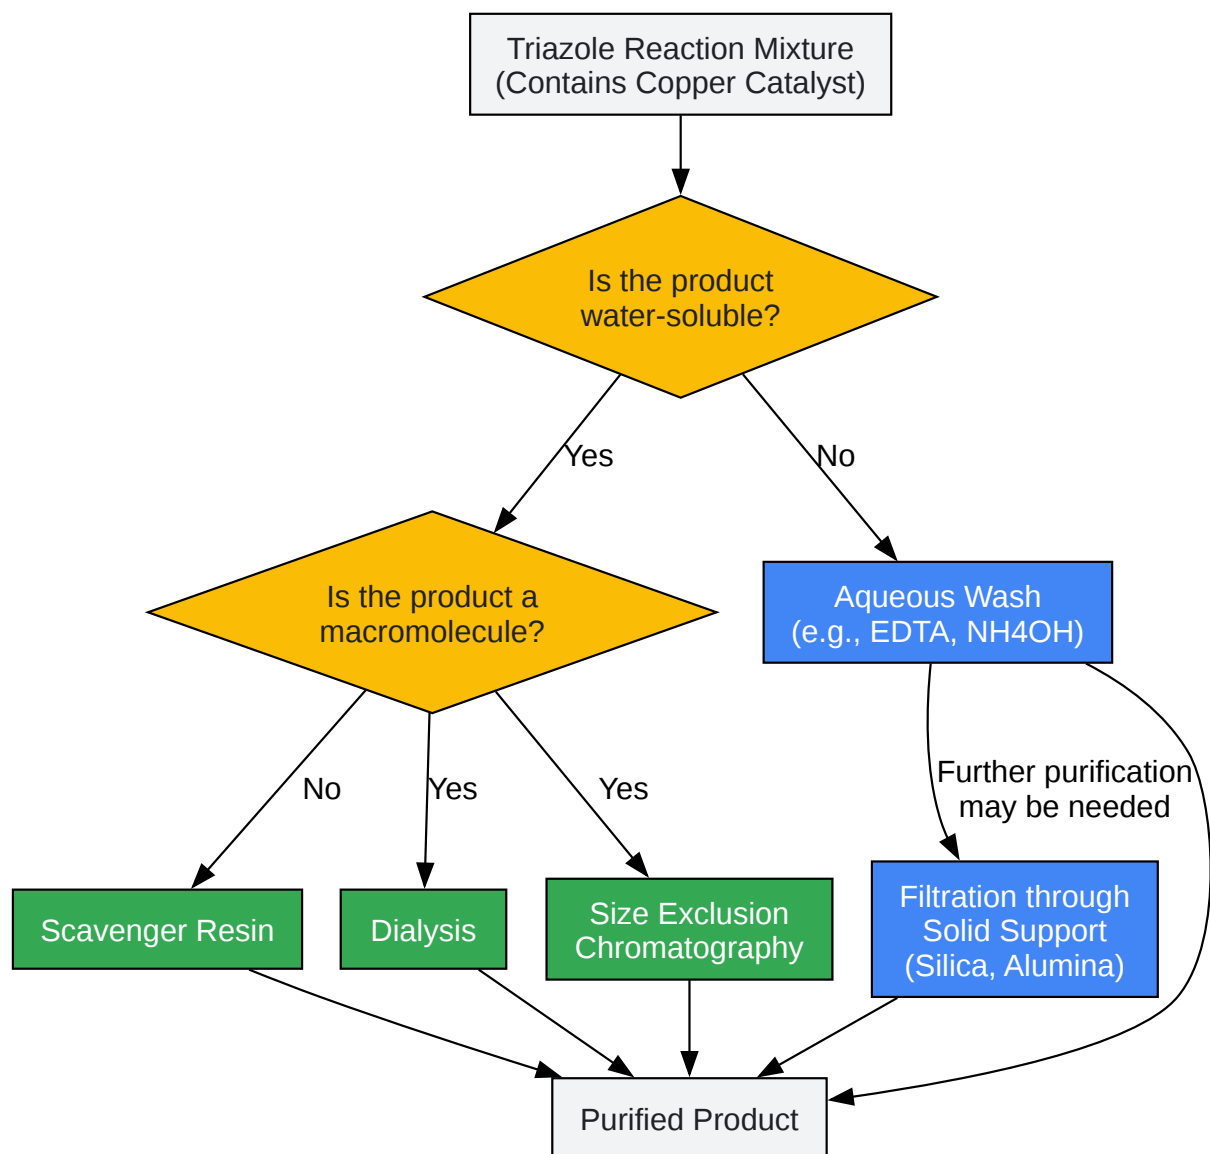 Triazole Reaction Mixture
(Contains Copper Catalyst)
Is the product
water-soluble?
Yes
No
Is the product a
macromolecule?
Aqueous Wash
(e.g., EDTA, NH4OH)
No
Yes
Yes
Further purification
may be needed
Scavenger Resin
Dialysis
Size Exclusion
Chromatography
Filtration through
Solid Support
(Silica, Alumina)
Purified Product